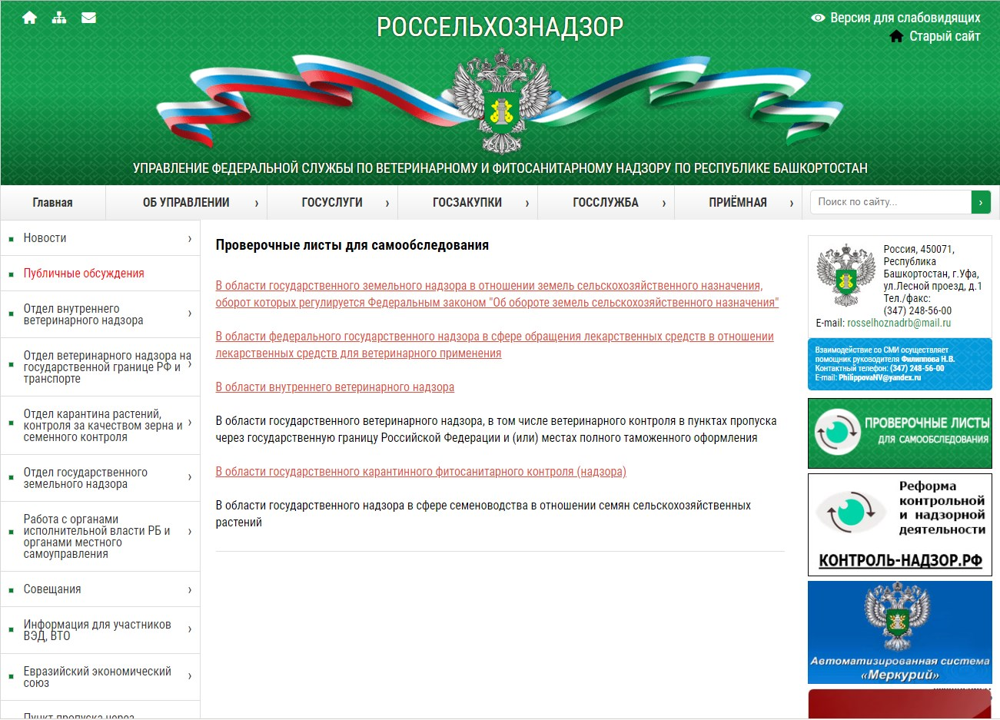 РОССЕЛЬХОЗНАДЗОР
Версия для слабовидящих
Старый сайт
УПРАВЛЕНИЕ ФЕДЕРАЛЬНОЙ СЛУЖБЫ ПО ВЕТЕРИНАРНОМУ И ФИТОСАНИТАРНОМУ НАДЗОРУ ПО РЕСПУБЛИКЕ БАШКОРТОСТАН
Главная
ОБ УПРАВЛЕНИИ ›
ГОСУСЛУГИ ›
ГОСЗАКУПКИ ›
ГОССЛУЖБА ›
ПРИЁМНАЯ ›
Поиск по сайту... ›
Новости ›
Публичные обсуждения
Отдел внутреннего
ветеринарного надзора ›
Отдел ветеринарного надзора на
государственной границе РФ и ›
транспорте
Отдел карантина растений,
контроля за качеством зерна и ›
семенного контроля
Отдел государственного
земельного надзора ›
Работа с органами
исполнительной власти РБ и ›
органами местного
самоуправления
Совещания ›
Информация для участников
ВЭД, ВТО ›
Евразийский экономический
союз ›
Пункт пропуска через
Проверочные листы для самообследования
В области государственного земельного надзора в отношении земель сельскохозяйственного назначения,
оборот которых регулируется Федеральным законом "Об обороте земель сельскохозяйственного назначения"
В области федерального государственного надзора в сфере обращения лекарственных средств в отношении
лекарственных средств для ветеринарного применения
В области внутреннего ветеринарного надзора
В области государственного ветеринарного надзора, в том числе ветеринарного контроля в пунктах пропуска
через государственную границу Российской Федерации и (или) местах полного таможенного оформления
В области государственного карантинного фитосанитарного контроля (надзора)
В области государственного надзора в сфере семеноводства в отношении семян сельскохозяйственных
растений
Россия, 450071,
Республика
Башкортостан, г.Уфа,
ул.Лесной проезд, д.1
Тел./факс:
(347) 248-56-00
E-mail: rosselhoznadrb@mail.ru
Взаимодействие со СМИ осуществляет
помощник руководителя Филиппова Н.В.
Контактный телефон: (347) 248-56-00
E-mail: PhilippovaNV@yandex.ru
ПРОВЕРОЧНЫЕ ЛИСТЫ
ДЛЯ САМООБСЛЕДОВАНИЯ
Реформа
контрольной
и надзорной
деятельности
КОНТРОЛЬ-НАДЗОР.РФ
Автоматизированная система
«Меркурий»